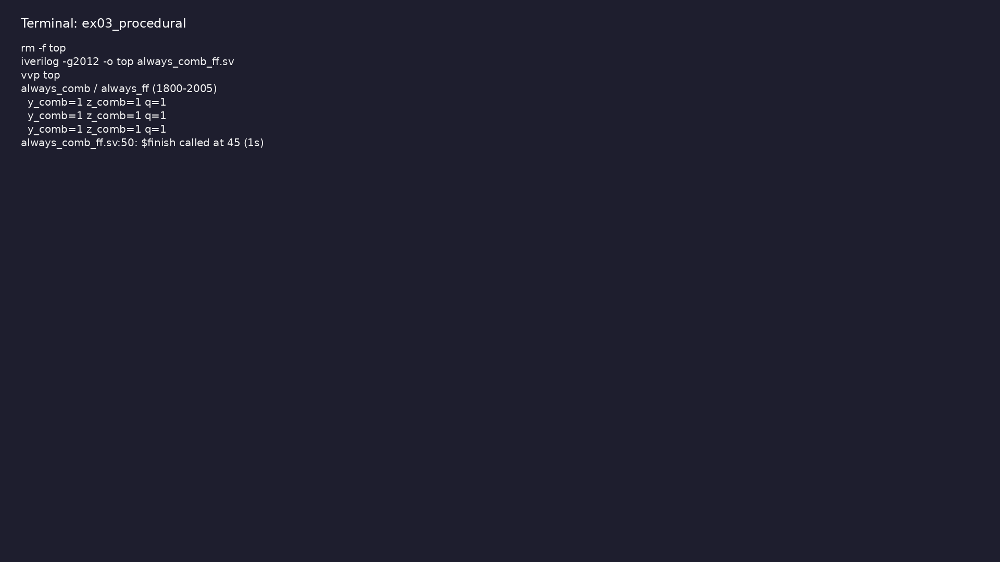 Terminal: ex03_procedural
rm -f top
iverilog -g2012 -o top always_comb_ff.sv
vvp top
always_comb / always_ff (1800-2005)
y_comb=1 z_comb=1 q=1
y_comb=1 z_comb=1 q=1
y_comb=1 z_comb=1 q=1
always_comb_ff.sv:50: $finish called at 45 (1s)